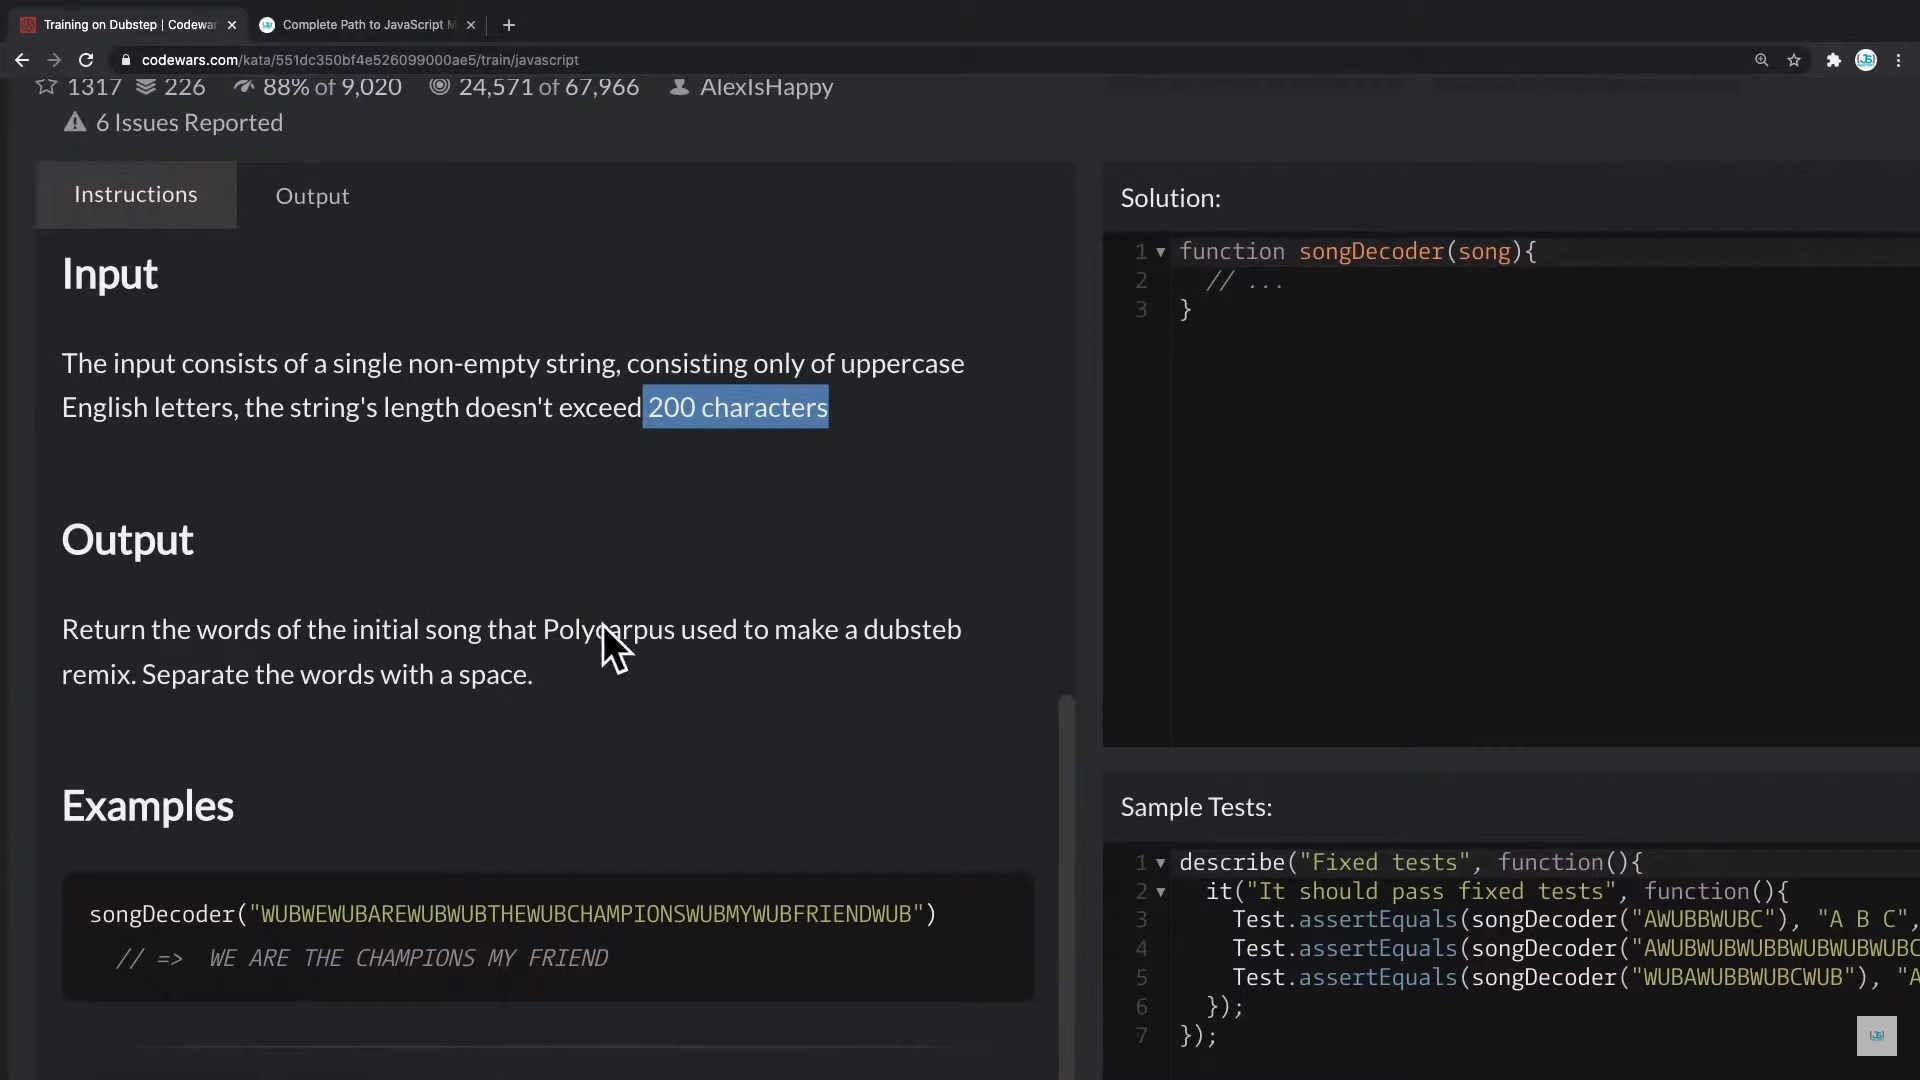 Training on Dubstep | Codewar
Complete Path to JavaScript M
codewars.com/kata/551dc350bf4e526099000ae5/train/javascript
1317 226 88% of 9,020 24,571 of 67,966 AlexIsHappy
6 Issues Reported
Instructions
Output
Input
The input consists of a single non-empty string, consisting only of uppercase
English letters, the string's length doesn't exceed 200 characters
Output
Return the words of the initial song that Polycarpus used to make a dubsteb
remix. Separate the words with a space.
Examples
songDecoder("WUBWEWUBAREWUBWUBTHEWUBCHAMPIONSWUBMYWUBFRIENDWUB")
// => WE ARE THE CHAMPIONS MY FRIEND
Solution:
1 function songDecoder(song){
2 // ...
3 }
Sample Tests:
1 describe("Fixed tests", function(){
2 it("It should pass fixed tests", function(){
3 Test.assertEquals(songDecoder("AWUBBWUBC"), "A B C",
4 Test.assertEquals(songDecoder("AWUBWUBWUBBWUBWUBWUBC
5 Test.assertEquals(songDecoder("WUBAWUBBWUBCWUB"), "A
6 });
7 });